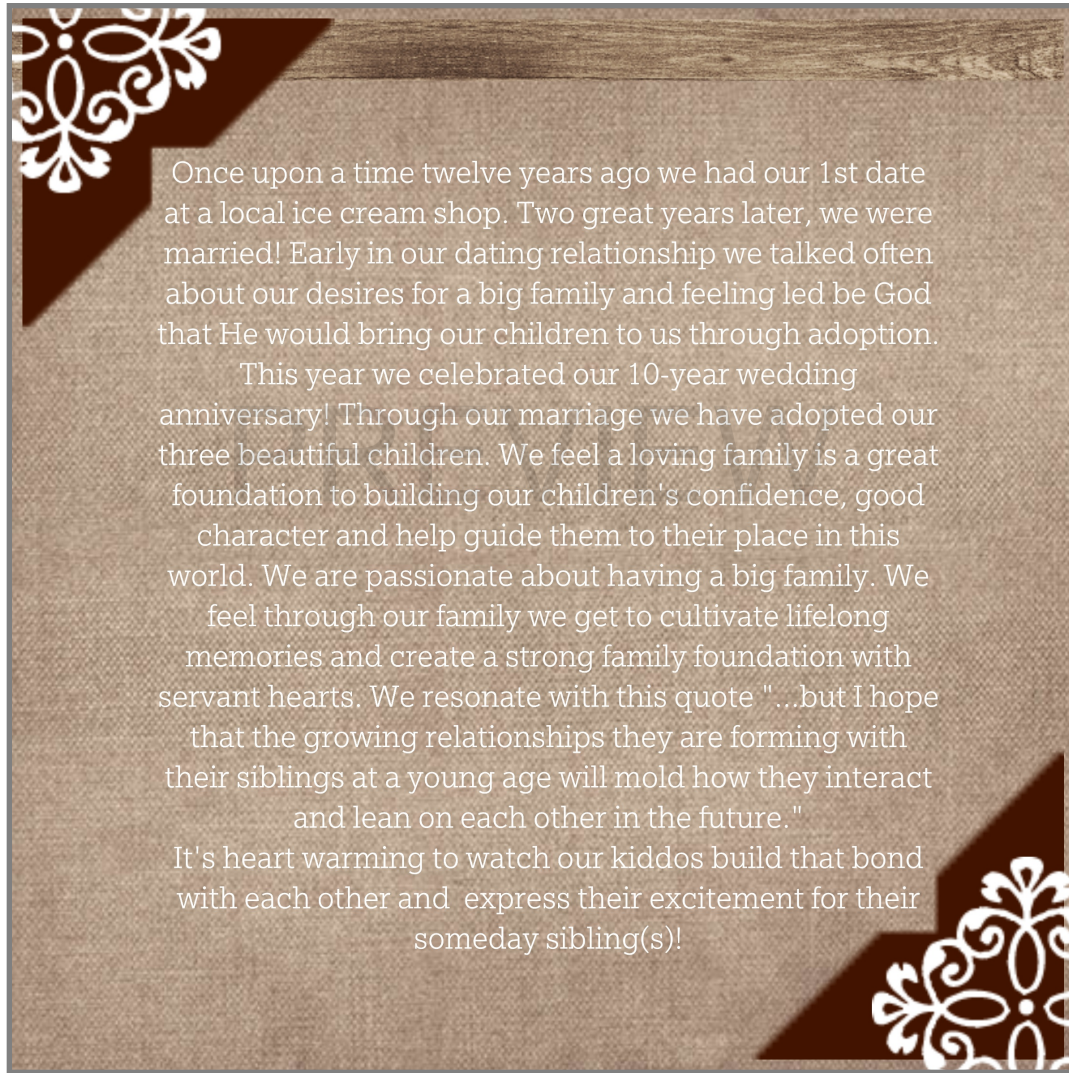 Once upon a time twelve years ago we had our 1st date
at a local ice cream shop. Two great years later, we were
married! Early in our dating relationship we talked often
about our desires for a big family and feeling led be God
that He would bring our children to us through adoption.
This year we celebrated our 10-year wedding
anniversary! Through our marriage we have adopted our
three beautiful children. We feel a loving family is a great
foundation to building our children's confidence, good
character and help guide them to their place in this
world. We are passionate about having a big family. We
feel through our family we get to cultivate lifelong
memories and create a strong family foundation with
servant hearts. We resonate with this quote "...but I hope
that the growing relationships they are forming with
their siblings at a young age will mold how they interact
and lean on each other in the future."
It's heart warming to watch our kiddos build that bond
with each other and  express their excitement for their
someday sibling(s)!